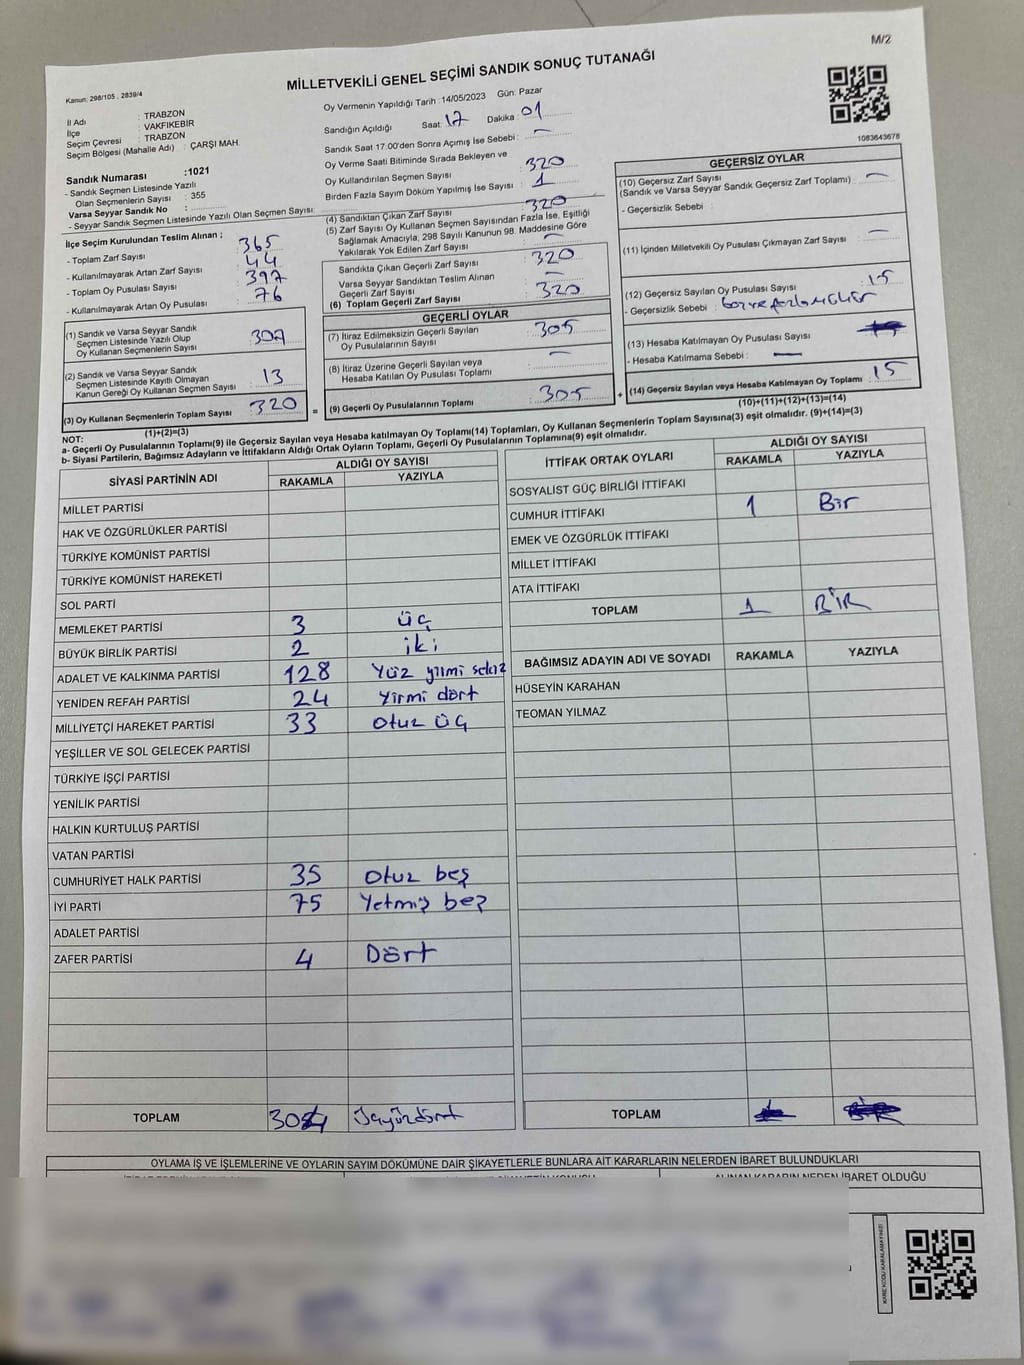 M/2
MİLLETVEKİLİ GENEL SEÇİMİ SANDIK SONUÇ TUTANAĞI
Kanun: 298/105 , 2839/4
İl Adı : TRABZON
İlçe : VAKFIKEBİR
Seçim Çevresi : TRABZON
Seçim Bölgesi (Mahalle Adı) : ÇARŞI MAH.
Oy Vermenin Yapıldığı Tarih :14/05/2023 Gün: Pazar
Sandığın Açıldığı Saat: 17 Dakika : 01
Sandık Saat 17.00'den Sonra Açımış İse Sebebi : —
Oy Verme Saati Bitiminde Sırada Bekleyen ve
Oy Kullandırılan Seçmen Sayısı : 320
Birden Fazla Sayım Döküm Yapılmış İse Sayısı : 1
1083643678
Sandık Numarası :1021
- Sandık Seçmen Listesinde Yazılı
Olan Seçmenlerin Sayısı : 355
Varsa Seyyar Sandık No :
- Seyyar Sandık Seçmen Listesinde Yazılı Olan Seçmen Sayısı :
İlçe Seçim Kurulundan Teslim Alınan ;
- Toplam Zarf Sayısı : 365
- Kullanılmayarak Artan Zarf Sayısı : 44
- Toplam Oy Pusulası Sayısı : 397
- Kullanılmayarak Artan Oy Pusulası : 76
(1) Sandık ve Varsa Seyyar Sandık
Seçmen Listesinde Yazılı Olup
Oy Kullanan Seçmenlerin Sayısı : 307
(2) Sandık ve Varsa Seyyar Sandık
Seçmen Listesinde Kayıtlı Olmayan
Kanun Gereği Oy Kullanan Seçmen Sayısı : 13
(3) Oy Kullanan Seçmenlerin Toplam Sayısı : 320
(1)+(2)=(3)
(4) Sandıktan Çıkan Zarf Sayısı : 320
(5) Zarf Sayısı Oy Kullanan Seçmen Sayısından Fazla İse, Eşitliği
Sağlamak Amacıyla, 298 Sayılı Kanunun 98. Maddesine Göre
Yakılarak Yok Edilen Zarf Sayısı : —
Sandıkta Çıkan Geçerli Zarf Sayısı : 320
Varsa Seyyar Sandıktan Teslim Alınan
Geçerli Zarf Sayısı : —
(6) Toplam Geçerli Zarf Sayısı : 320
GEÇERLİ OYLAR
(7) İtiraz Edilmeksizin Geçerli Sayılan
Oy Pusulalarının Sayısı : 305
(8) İtiraz Üzerine Geçerli Sayılan veya
Hesaba Katılan Oy Pusulası Toplamı : —
= (9) Geçerli Oy Pusulalarının Toplamı : 305
GEÇERSİZ OYLAR
(10) Geçersiz Zarf Sayısı
(Sandık ve Varsa Seyyar Sandık Geçersiz Zarf Toplamı) : —
- Geçersizlik Sebebi :
(11) İçinden Milletvekili Oy Pusulası Çıkmayan Zarf Sayısı : —
(12) Geçersiz Sayılan Oy Pusulası Sayısı : 15
- Geçersizlik Sebebi :
(13) Hesaba Katılmayan Oy Pusulası Sayısı :
- Hesaba Katılmama Sebebi : —
+ (14) Geçersiz Sayılan veya Hesaba Katılmayan Oy Toplamı : 15
(10)+(11)+(12)+(13)=(14)
NOT:
a- Geçerli Oy Pusulalarının Toplamı(9) ile Geçersiz Sayılan veya Hesaba katılmayan Oy Toplamı(14) Toplamları, Oy Kullanan Seçmenlerin Toplam Sayısına(3) eşit olmalıdır. (9)+(14)=(3)
b- Siyasi Partilerin, Bağımsız Adayların ve İttifakların Aldığı Ortak Oyların Toplamı, Geçerli Oy Pusulalarının Toplamına(9) eşit olmalıdır.
SİYASİ PARTİNİN ADI ALDIĞI OY SAYISI
RAKAMLA YAZIYLA
MİLLET PARTİSİ
HAK VE ÖZGÜRLÜKLER PARTİSİ
TÜRKİYE KOMÜNİST PARTİSİ
TÜRKİYE KOMÜNİST HAREKETİ
SOL PARTİ
MEMLEKET PARTİSİ 3 üç
BÜYÜK BİRLİK PARTİSİ 2 iki
ADALET VE KALKINMA PARTİSİ 128 Yüz yirmi sekiz
YENİDEN REFAH PARTİSİ 24 Yirmi dört
MİLLİYETÇİ HAREKET PARTİSİ 33 Otuz üç
YEŞİLLER VE SOL GELECEK PARTİSİ
TÜRKİYE İŞÇİ PARTİSİ
YENİLİK PARTİSİ
HALKIN KURTULUŞ PARTİSİ
VATAN PARTİSİ
CUMHURİYET HALK PARTİSİ 35 Otuz beş
İYİ PARTİ 75 Yetmiş beş
ADALET PARTİSİ
ZAFER PARTİSİ 4 Dört
TOPLAM 304 Üçyüzdört
İTTİFAK ORTAK OYLARI ALDIĞI OY SAYISI
RAKAMLA YAZIYLA
SOSYALİST GÜÇ BİRLİĞİ İTTİFAKI
CUMHUR İTTİFAKI 1 Bir
EMEK VE ÖZGÜRLÜK İTTİFAKI
MİLLET İTTİFAKI
ATA İTTİFAKI
TOPLAM 1 BİR
BAĞIMSIZ ADAYIN ADI VE SOYADI RAKAMLA YAZIYLA
HÜSEYİN KARAHAN
TEOMAN YILMAZ
TOPLAM
OYLAMA İŞ VE İŞLEMLERİNE VE OYLARIN SAYIM DÖKÜMÜNE DAİR ŞİKAYETLERLE BUNLARA AİT KARARLARIN NELERDEN İBARET BULUNDUKLARI
ALINAN KARARIN NEDEN İBARET OLDUĞU